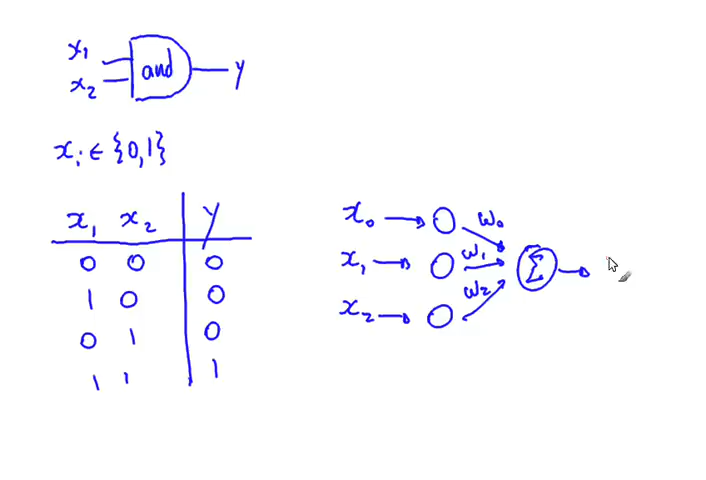 x₁
x₂ and y
xᵢ ∈ {0,1}
x₁ x₂ y
0 0 0
1 0 0
0 1 0
1 1 1
x₀ w₀
x₁ w₁ Σ
x₂ w₂